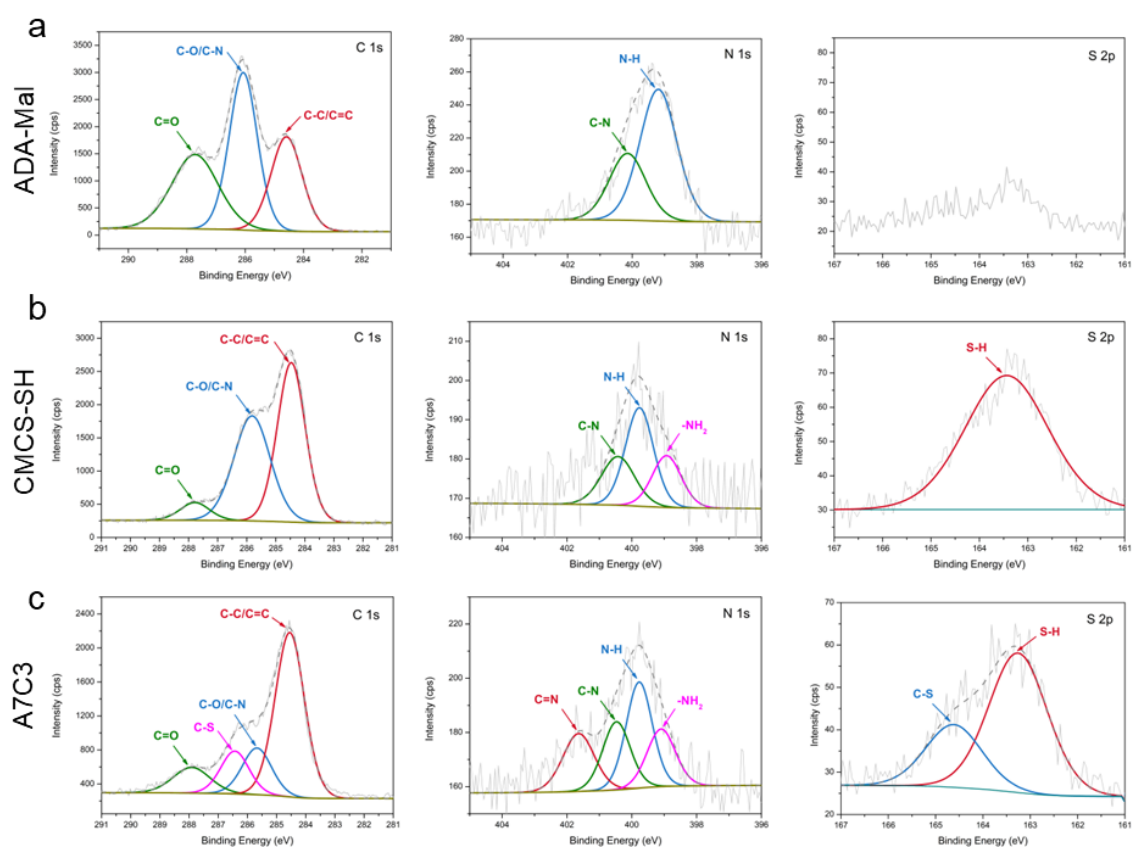 a
ADA-Mal
C 1s
C=O
C-O/C-N
C-C/C=C
Intensity (cps)
3500
3000
2500
2000
1500
1000
500
0
290 288 286 284 282
Binding Energy (eV)
N 1s
N-H
C-N
Intensity (cps)
280
260
240
220
200
180
160
404 402 400 398 396
Binding Energy (eV)
S 2p
Intensity (cps)
80
70
60
50
40
30
20
167 166 165 164 163 162 161
Binding Energy (eV)
b
CMCS-SH
C 1s
C-C/C=C
C-O/C-N
C=O
Intensity (cps)
3000
2500
2000
1500
1000
500
0
291 290 289 288 287 286 285 284 283 282 281
Binding Energy (eV)
N 1s
N-H
C-N
-NH₂
Intensity (cps)
210
200
190
180
170
160
404 402 400 398 396
Binding Energy (eV)
S 2p
S-H
Intensity (cps)
80
70
60
50
40
30
167 166 165 164 163 162 161
Binding Energy (eV)
c
A7C3
C 1s
C-C/C=C
C-O/C-N
C-S
C=O
Intensity (cps)
2200
1800
1400
1000
600
400
291 290 289 288 287 286 285 284 283 282 281
Binding Energy (eV)
N 1s
N-H
C-N
C=N
-NH₂
Intensity (cps)
220
200
180
160
404 402 400 398 396
Binding Energy (eV)
S 2p
S-H
C-S
Intensity (cps)
70
60
50
40
30
20
167 166 165 164 163 162 161
Binding Energy (eV)